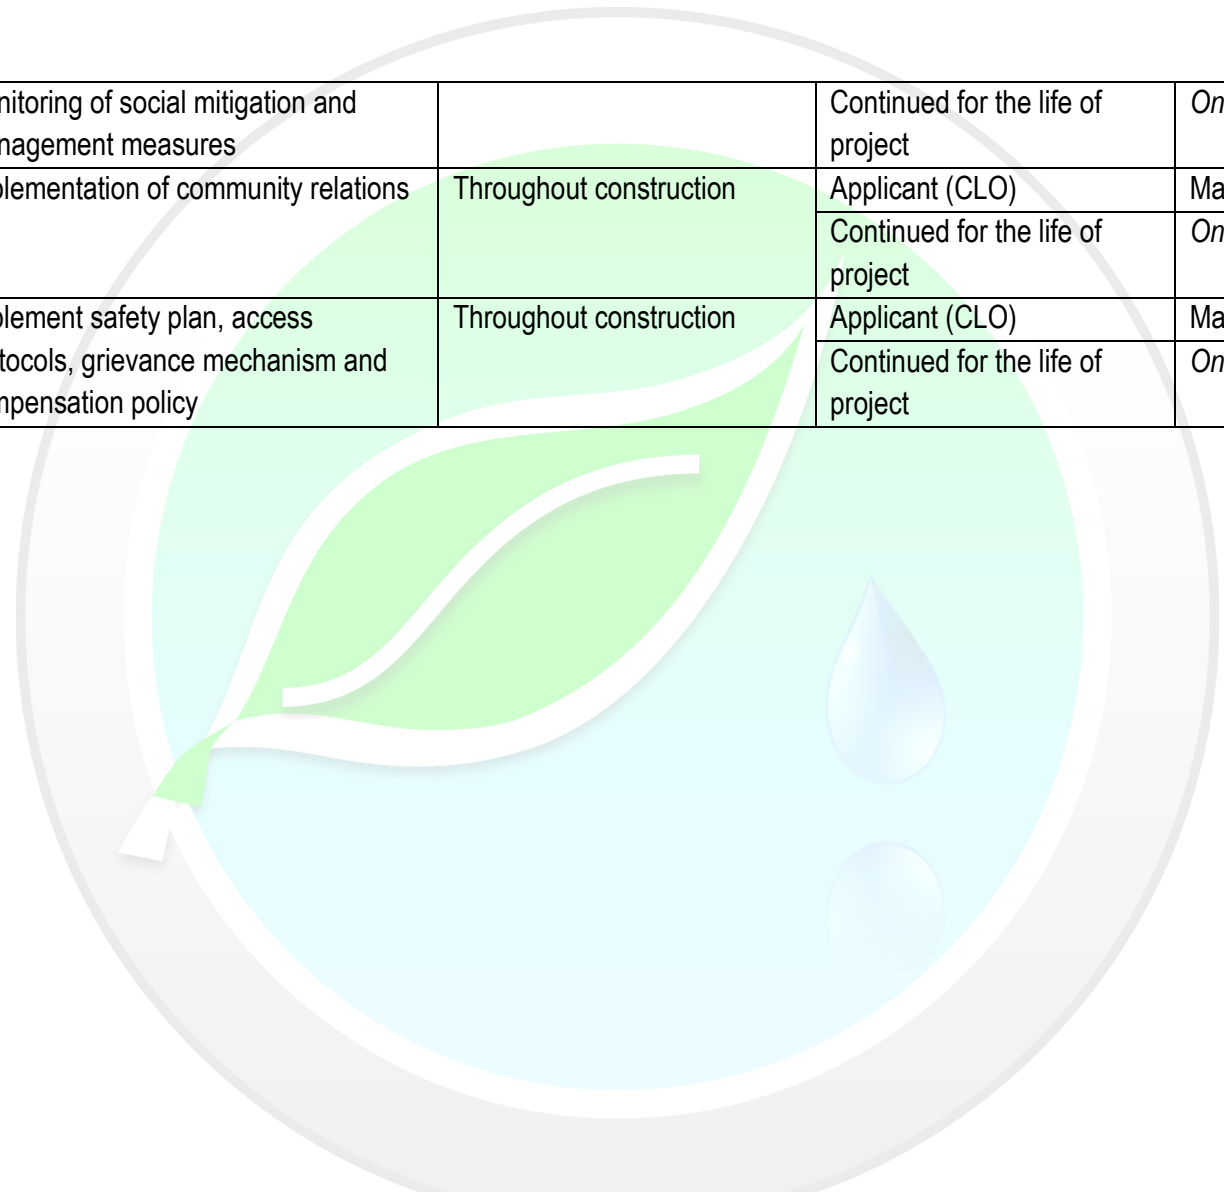 nitoring of social mitigation and Continued for the life of On
nagement measures project
plementation of community relations Throughout construction Applicant (CLO) Ma
Continued for the life of On
project
plement safety plan, access Throughout construction Applicant (CLO) Ma
tocols, grievance mechanism and Continued for the life of On
mpensation policy project